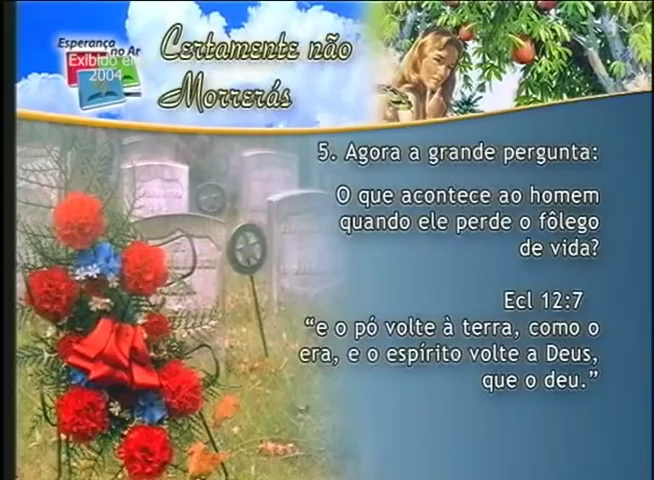 Esperança
no Ar
Exibido e
2004
Certamente não
Morrerás
5. Agora a grande pergunta:
O que acontece ao homem
quando ele perde o fôlego
de vida?
Ecl 12:7
“e o pó volte à terra, como o
era, e o espírito volte a Deus,
que o deu.”